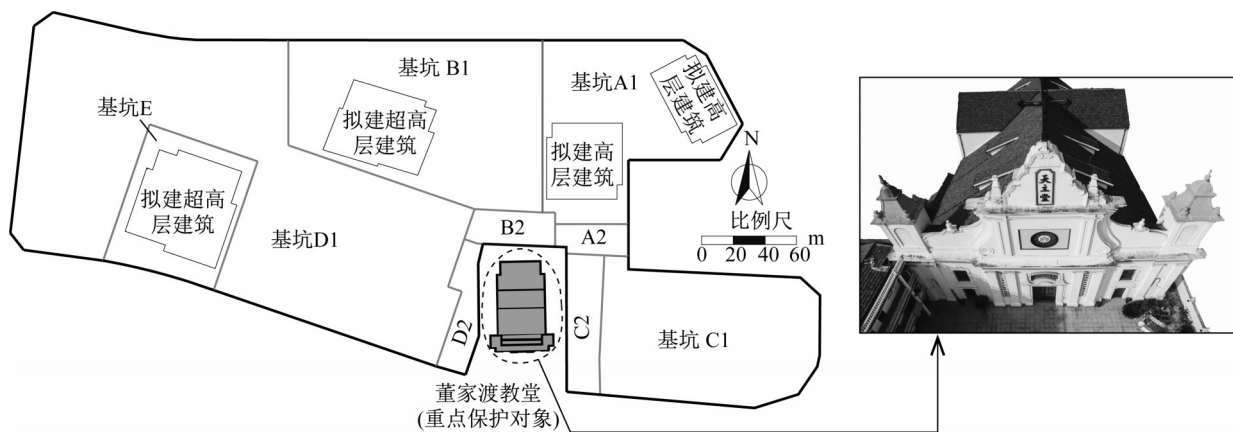 基坑 B1
基坑A1
拟建高
层建筑
基坑E
拟建超高
层建筑
拟建高
层建筑
N
拟建超高
层建筑
基坑D1
B2
A2
比例尺
m
0 20 40 60
D2
C2
基坑 C1
董家渡教堂
(重点保护对象)
天主堂